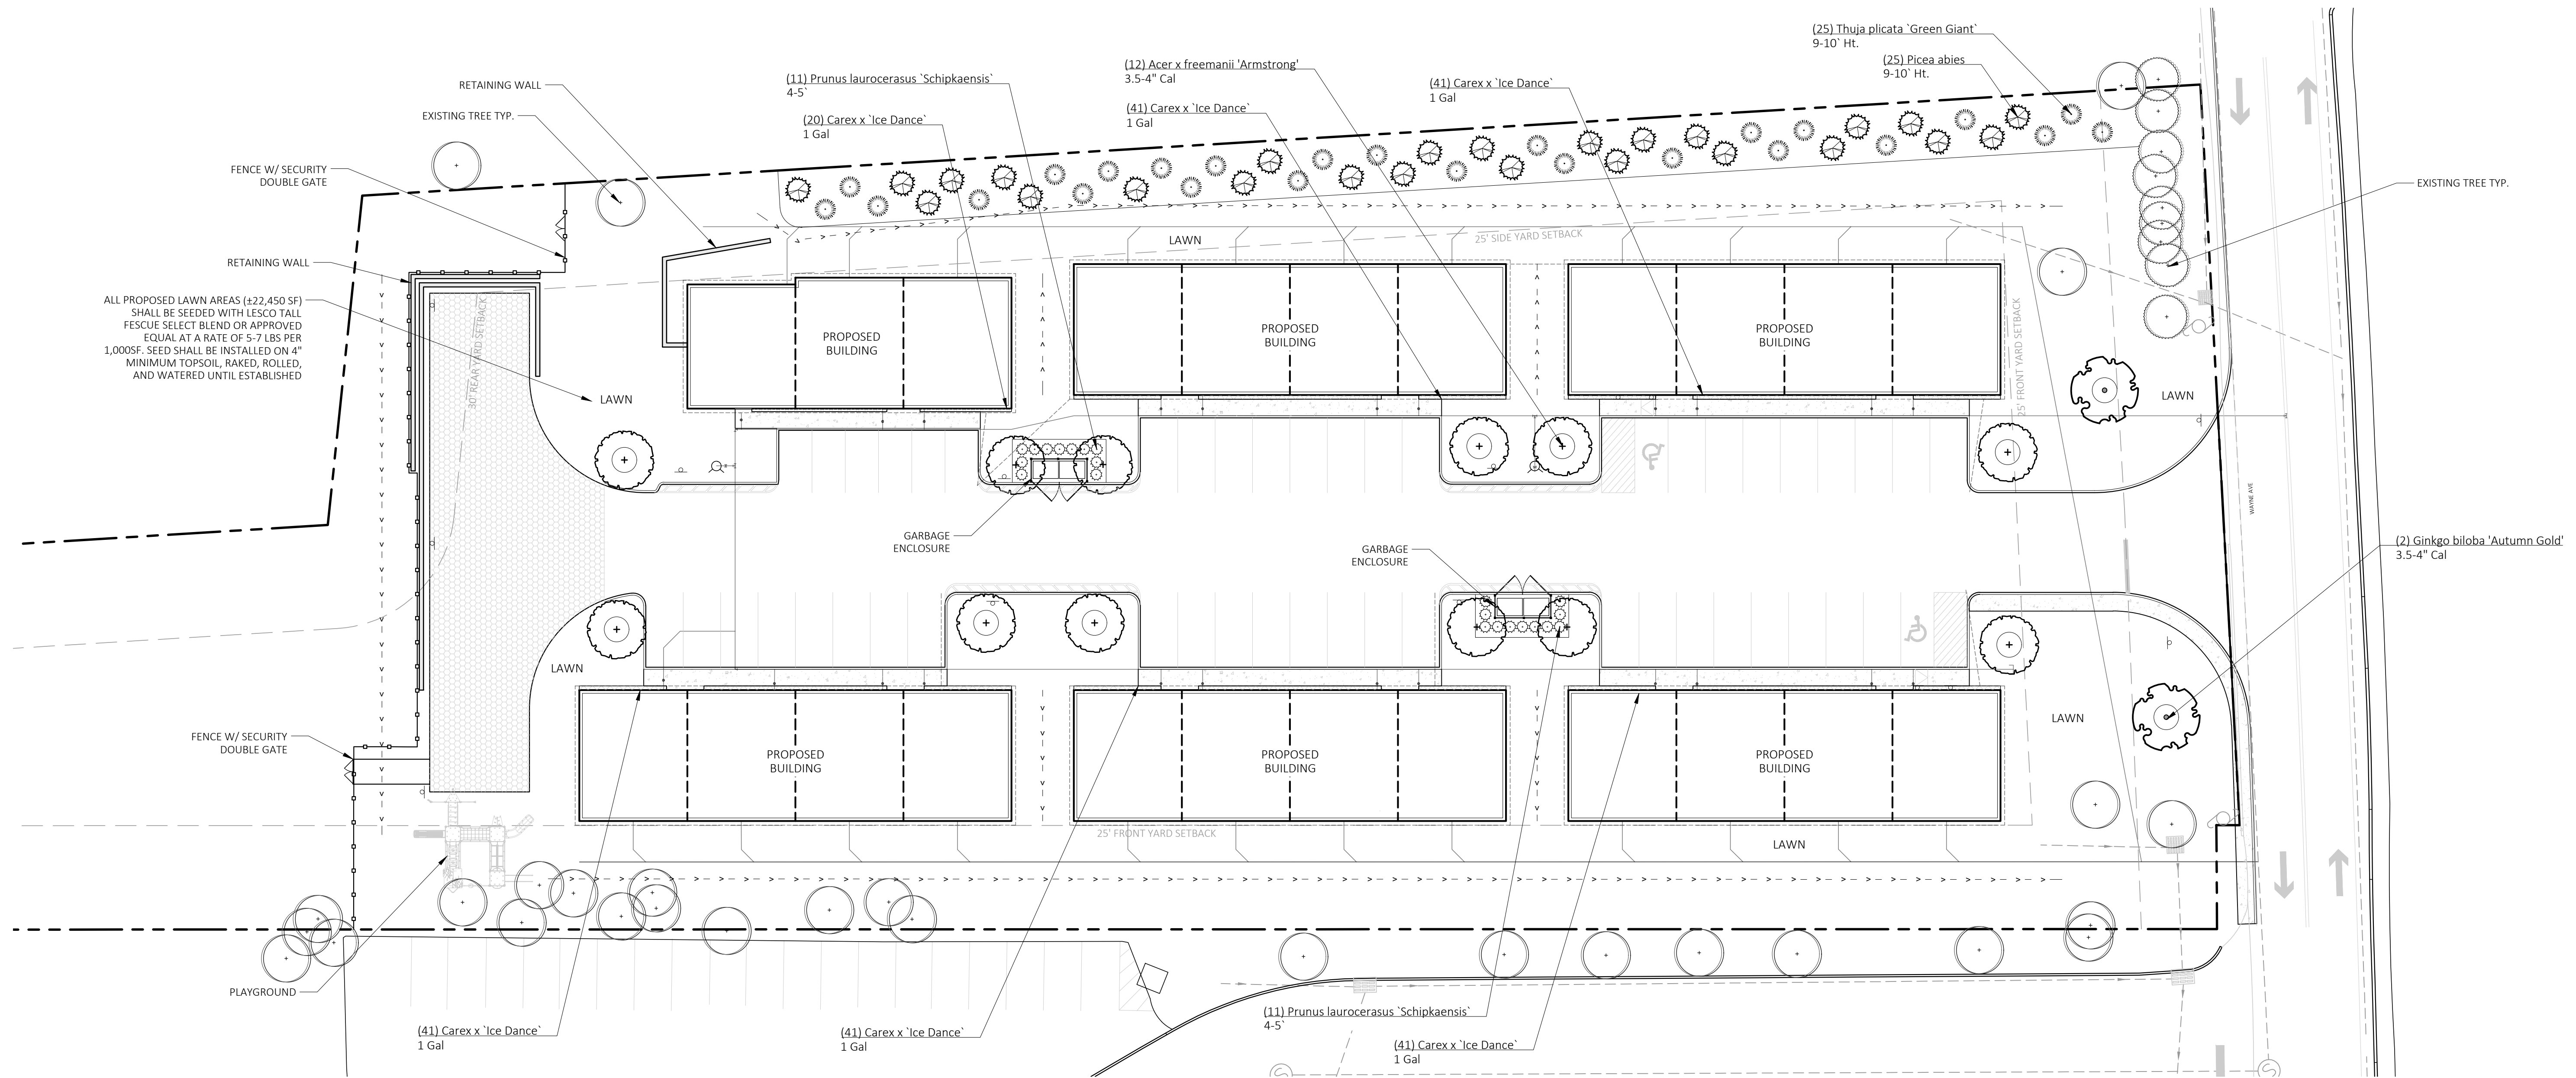 (25) Thuja plicata `Green Giant`
9-10` Ht.
(25) Picea abies
9-10` Ht.
(12) Acer x freemanii 'Armstrong'
3.5-4" Cal
(11) Prunus laurocerasus `Schipkaensis`
4-5`
(41) Carex x `Ice Dance`
1 Gal
(41) Carex x `Ice Dance`
1 Gal
(20) Carex x `Ice Dance`
1 Gal
RETAINING WALL
EXISTING TREE TYP.
FENCE W/ SECURITY
DOUBLE GATE
EXISTING TREE TYP.
RETAINING WALL
LAWN
25' SIDE YARD SETBACK
ALL PROPOSED LAWN AREAS (±22,450 SF)
SHALL BE SEEDED WITH LESCO TALL
FESCUE SELECT BLEND OR APPROVED
EQUAL AT A RATE OF 5-7 LBS PER
1,000SF. SEED SHALL BE INSTALLED ON 4"
MINIMUM TOPSOIL, RAKED, ROLLED,
AND WATERED UNTIL ESTABLISHED
30' REAR YARD SETBACK
PROPOSED
BUILDING
PROPOSED
BUILDING
PROPOSED
BUILDING
25' FRONT YARD SETBACK
LAWN
LAWN
WAYNE AVE
GARBAGE
ENCLOSURE
GARBAGE
ENCLOSURE
(2) Ginkgo biloba 'Autumn Gold'
3.5-4" Cal
LAWN
LAWN
FENCE W/ SECURITY
DOUBLE GATE
PROPOSED
BUILDING
PROPOSED
BUILDING
PROPOSED
BUILDING
25' FRONT YARD SETBACK
LAWN
PLAYGROUND
(41) Carex x `Ice Dance`
1 Gal
(41) Carex x `Ice Dance`
1 Gal
(11) Prunus laurocerasus `Schipkaensis`
4-5`
(41) Carex x `Ice Dance`
1 Gal
S
S